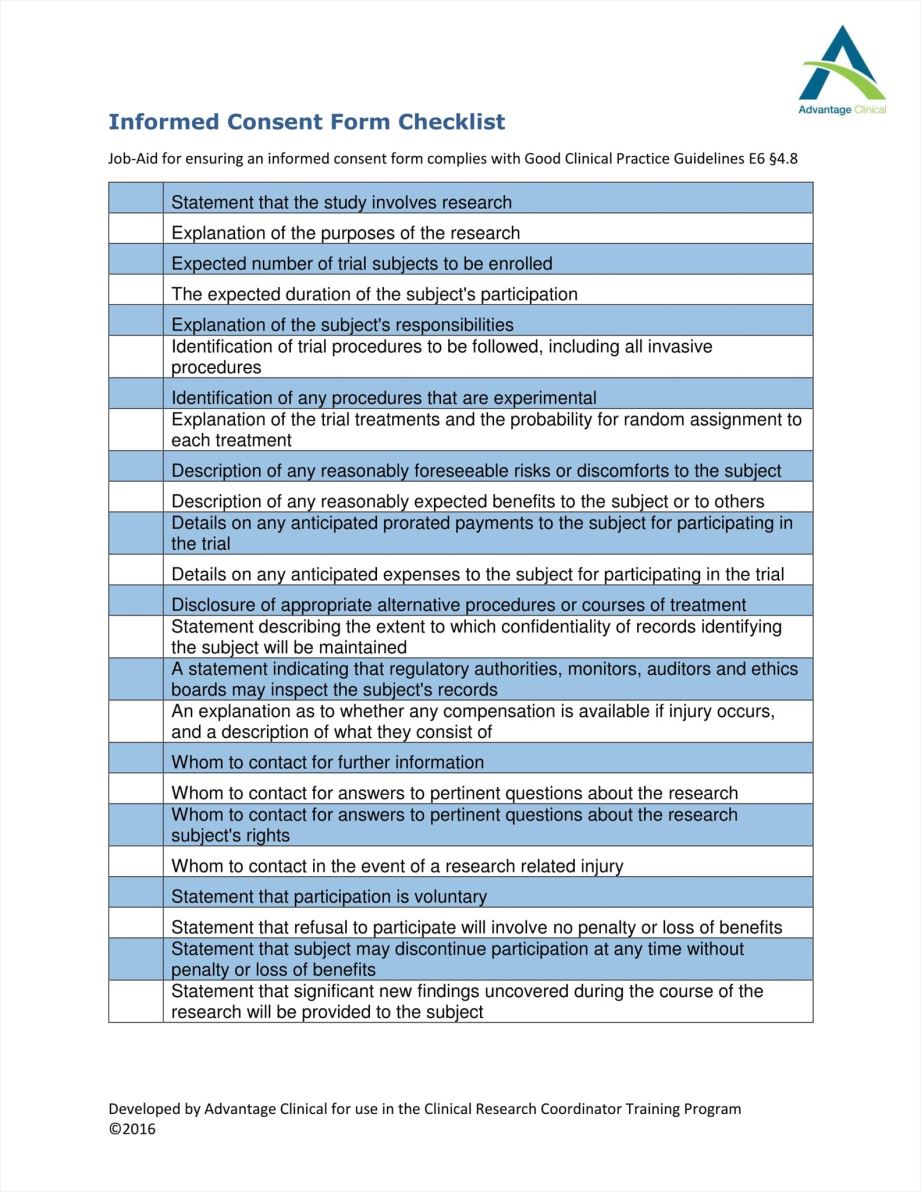 Advantage Clinical
Informed Consent Form Checklist
Job-Aid for ensuring an informed consent form complies with Good Clinical Practice Guidelines E6 §4.8
Statement that the study involves research
Explanation of the purposes of the research
Expected number of trial subjects to be enrolled
The expected duration of the subject's participation
Explanation of the subject's responsibilities
Identification of trial procedures to be followed, including all invasive
procedures
Identification of any procedures that are experimental
Explanation of the trial treatments and the probability for random assignment to
each treatment
Description of any reasonably foreseeable risks or discomforts to the subject
Description of any reasonably expected benefits to the subject or to others
Details on any anticipated prorated payments to the subject for participating in
the trial
Details on any anticipated expenses to the subject for participating in the trial
Disclosure of appropriate alternative procedures or courses of treatment
Statement describing the extent to which confidentiality of records identifying
the subject will be maintained
A statement indicating that regulatory authorities, monitors, auditors and ethics
boards may inspect the subject's records
An explanation as to whether any compensation is available if injury occurs,
and a description of what they consist of
Whom to contact for further information
Whom to contact for answers to pertinent questions about the research
Whom to contact for answers to pertinent questions about the research
subject's rights
Whom to contact in the event of a research related injury
Statement that participation is voluntary
Statement that refusal to participate will involve no penalty or loss of benefits
Statement that subject may discontinue participation at any time without
penalty or loss of benefits
Statement that significant new findings uncovered during the course of the
research will be provided to the subject
Developed by Advantage Clinical for use in the Clinical Research Coordinator Training Program
©2016